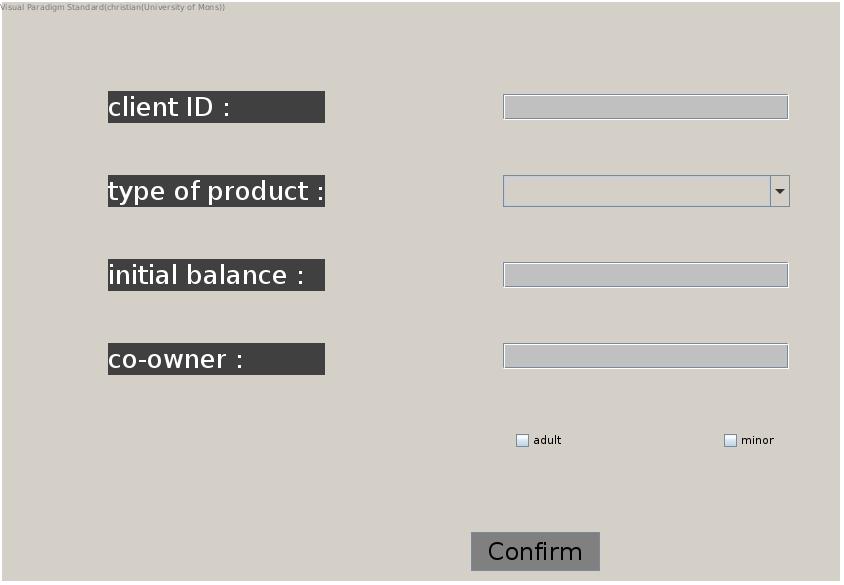 Visual Paradigm Standard(christian(University of Mons))
client ID :
type of product :
initial balance :
co-owner :
adult minor
Confirm